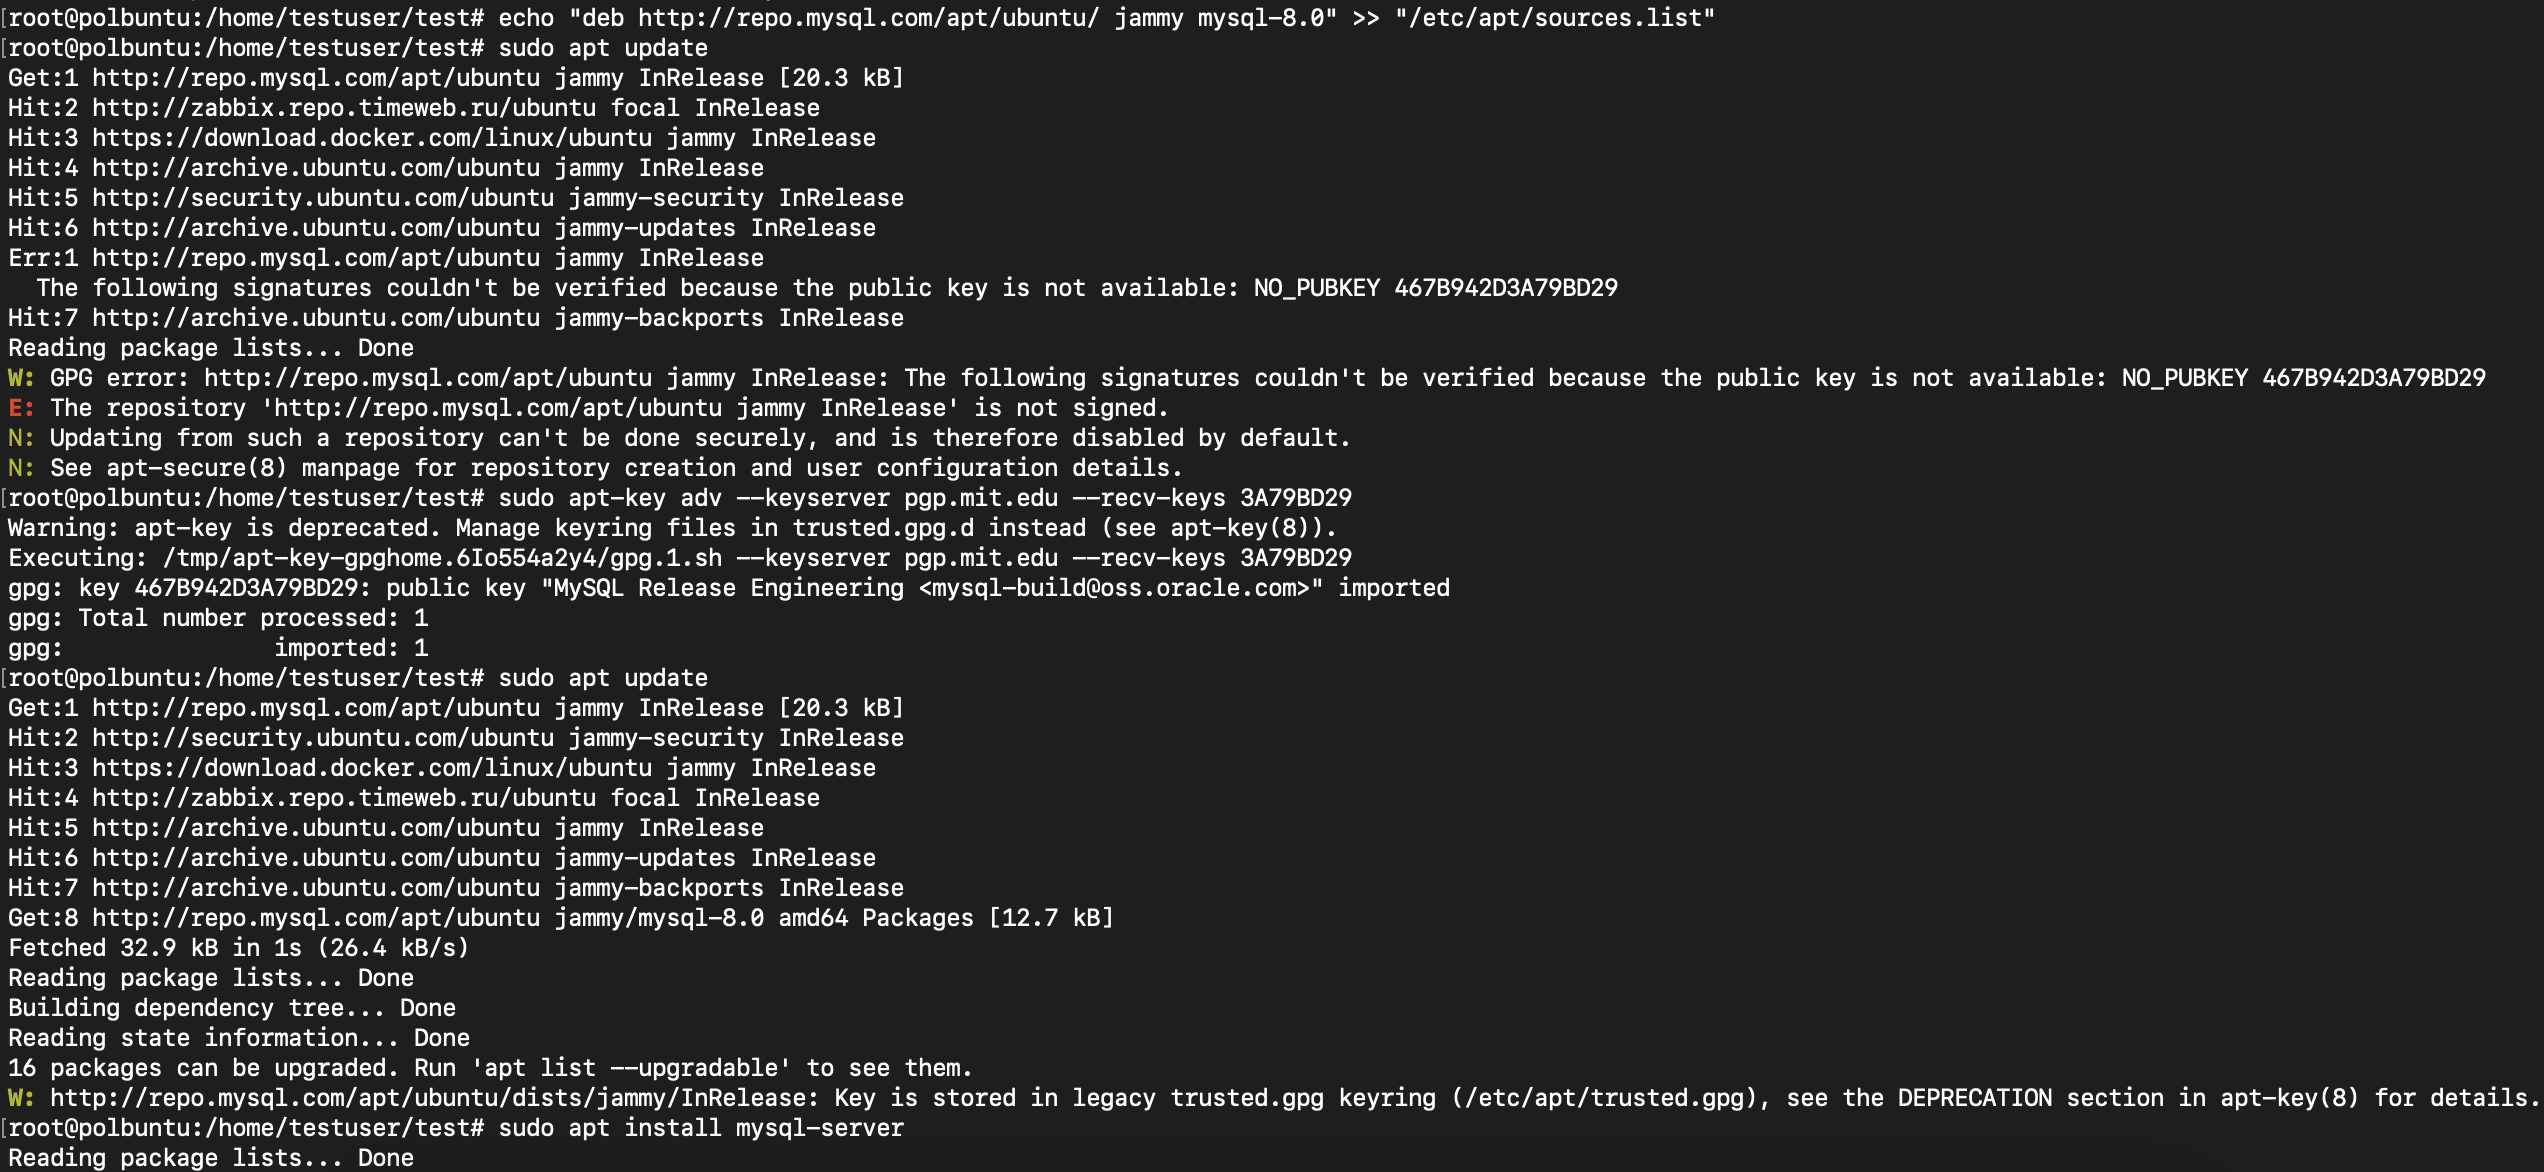 [root@polbuntu:/home/testuser/test# echo "deb http://repo.mysql.com/apt/ubuntu/ jammy mysql-8.0" >> "/etc/apt/sources.list"
[root@polbuntu:/home/testuser/test# sudo apt update
Get:1 http://repo.mysql.com/apt/ubuntu jammy InRelease [20.3 kB]
Hit:2 http://zabbix.repo.timeweb.ru/ubuntu focal InRelease
Hit:3 https://download.docker.com/linux/ubuntu jammy InRelease
Hit:4 http://archive.ubuntu.com/ubuntu jammy InRelease
Hit:5 http://security.ubuntu.com/ubuntu jammy-security InRelease
Hit:6 http://archive.ubuntu.com/ubuntu jammy-updates InRelease
Err:1 http://repo.mysql.com/apt/ubuntu jammy InRelease
  The following signatures couldn't be verified because the public key is not available: NO_PUBKEY 467B942D3A79BD29
Hit:7 http://archive.ubuntu.com/ubuntu jammy-backports InRelease
Reading package lists... Done
W: GPG error: http://repo.mysql.com/apt/ubuntu jammy InRelease: The following signatures couldn't be verified because the public key is not available: NO_PUBKEY 467B942D3A79BD29
E: The repository 'http://repo.mysql.com/apt/ubuntu jammy InRelease' is not signed.
N: Updating from such a repository can't be done securely, and is therefore disabled by default.
N: See apt-secure(8) manpage for repository creation and user configuration details.
[root@polbuntu:/home/testuser/test# sudo apt-key adv --keyserver pgp.mit.edu --recv-keys 3A79BD29
Warning: apt-key is deprecated. Manage keyring files in trusted.gpg.d instead (see apt-key(8)).
Executing: /tmp/apt-key-gpghome.6Io554a2y4/gpg.1.sh --keyserver pgp.mit.edu --recv-keys 3A79BD29
gpg: key 467B942D3A79BD29: public key "MySQL Release Engineering <mysql-build@oss.oracle.com>" imported
gpg: Total number processed: 1
gpg:               imported: 1
[root@polbuntu:/home/testuser/test# sudo apt update
Get:1 http://repo.mysql.com/apt/ubuntu jammy InRelease [20.3 kB]
Hit:2 http://security.ubuntu.com/ubuntu jammy-security InRelease
Hit:3 https://download.docker.com/linux/ubuntu jammy InRelease
Hit:4 http://zabbix.repo.timeweb.ru/ubuntu focal InRelease
Hit:5 http://archive.ubuntu.com/ubuntu jammy InRelease
Hit:6 http://archive.ubuntu.com/ubuntu jammy-updates InRelease
Hit:7 http://archive.ubuntu.com/ubuntu jammy-backports InRelease
Get:8 http://repo.mysql.com/apt/ubuntu jammy/mysql-8.0 amd64 Packages [12.7 kB]
Fetched 32.9 kB in 1s (26.4 kB/s)
Reading package lists... Done
Building dependency tree... Done
Reading state information... Done
16 packages can be upgraded. Run 'apt list --upgradable' to see them.
W: http://repo.mysql.com/apt/ubuntu/dists/jammy/InRelease: Key is stored in legacy trusted.gpg keyring (/etc/apt/trusted.gpg), see the DEPRECATION section in apt-key(8) for details.
[root@polbuntu:/home/testuser/test# sudo apt install mysql-server
Reading package lists... Done